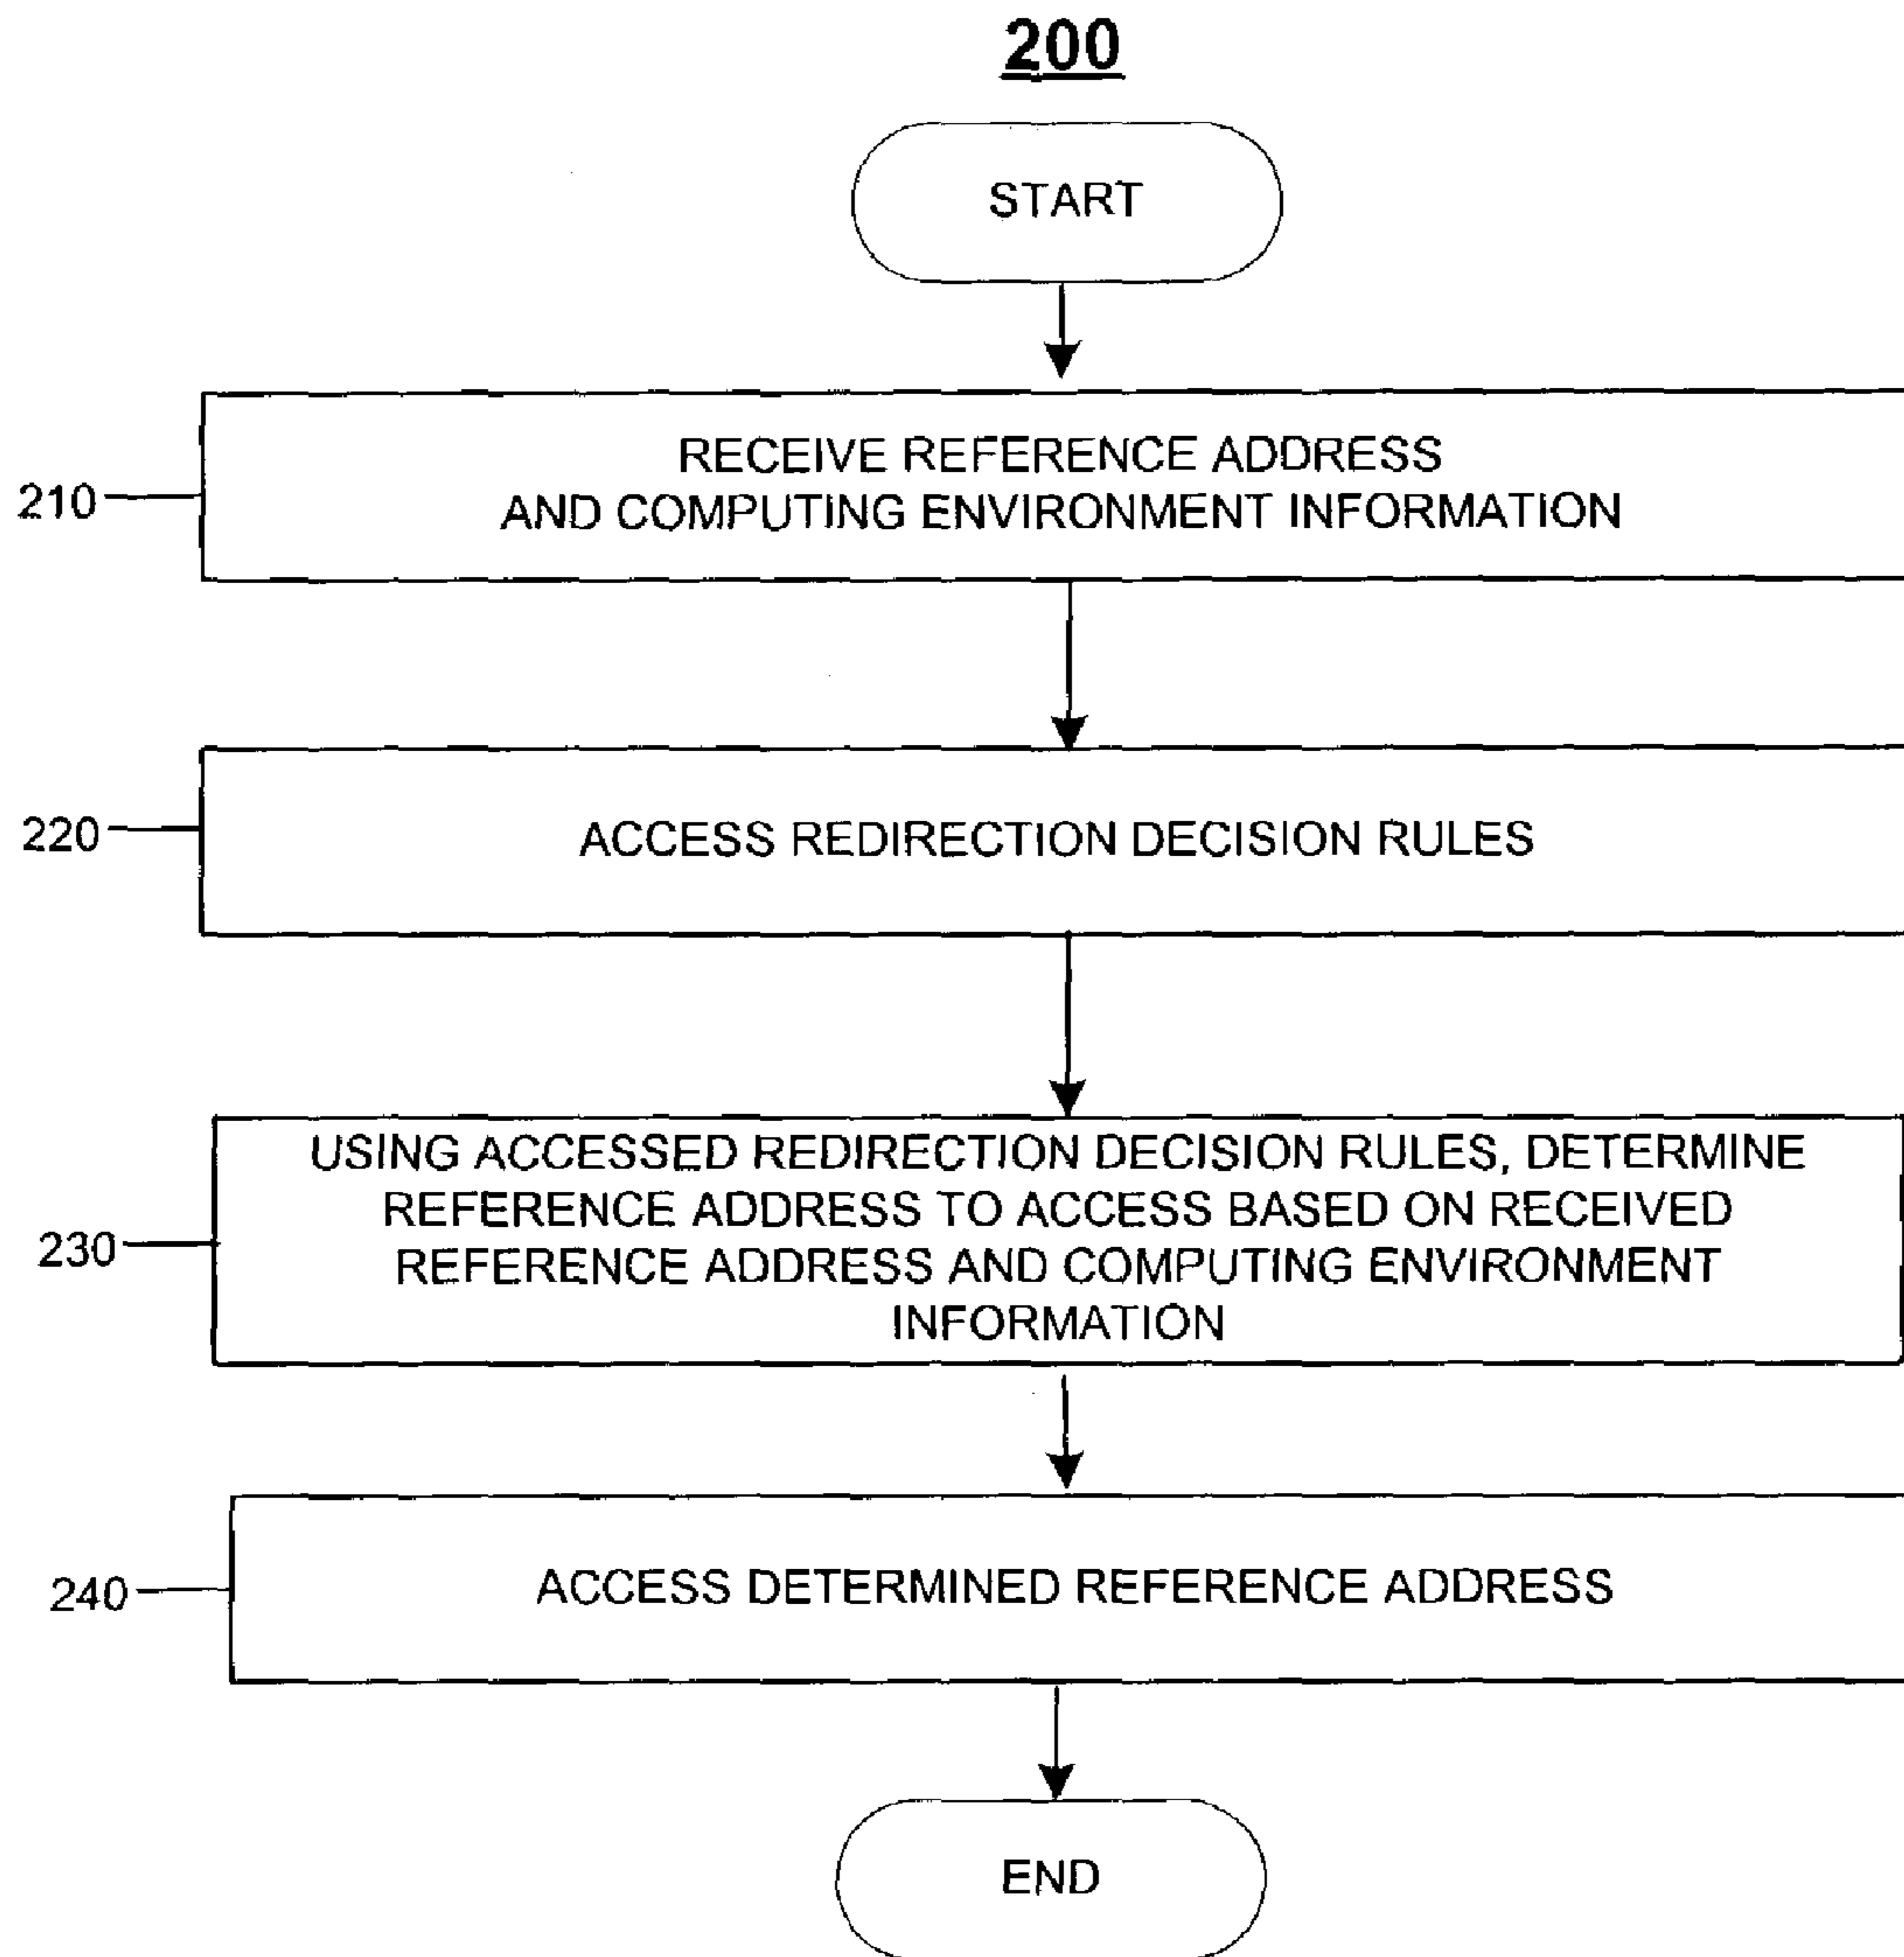 200
START
RECEIVE REFERENCE ADDRESS
AND COMPUTING ENVIRONMENT INFORMATION
210
ACCESS REDIRECTION DECISION RULES
220
USING ACCESSED REDIRECTION DECISION RULES, DETERMINE
REFERENCE ADDRESS TO ACCESS BASED ON RECEIVED
REFERENCE ADDRESS AND COMPUTING ENVIRONMENT
INFORMATION
230
ACCESS DETERMINED REFERENCE ADDRESS
240
END